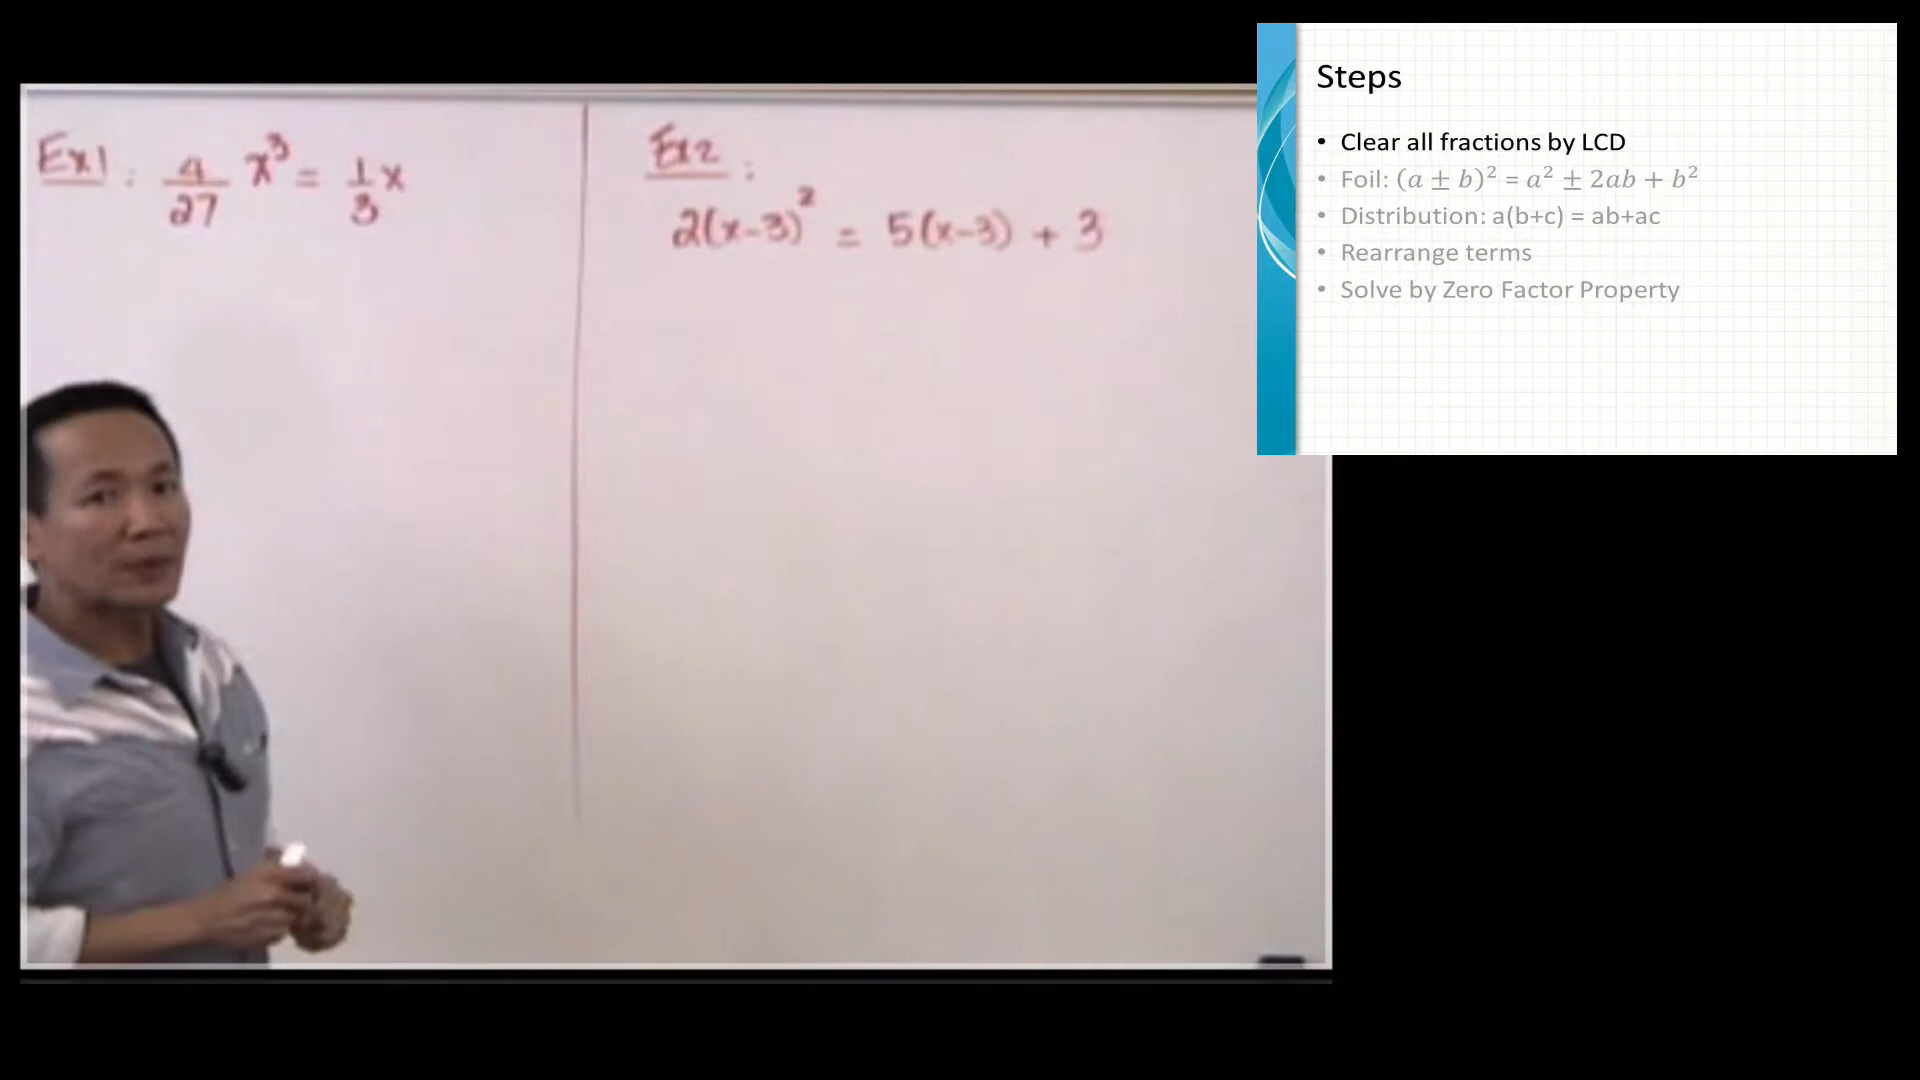 Ex1 : 4/27 x³ = 1/3 x
Ex2 :
2(x-3)² = 5(x-3) + 3
Steps
• Clear all fractions by LCD
• Foil: (a ± b)² = a² ± 2ab + b²
• Distribution: a(b+c) = ab+ac
• Rearrange terms
• Solve by Zero Factor Property